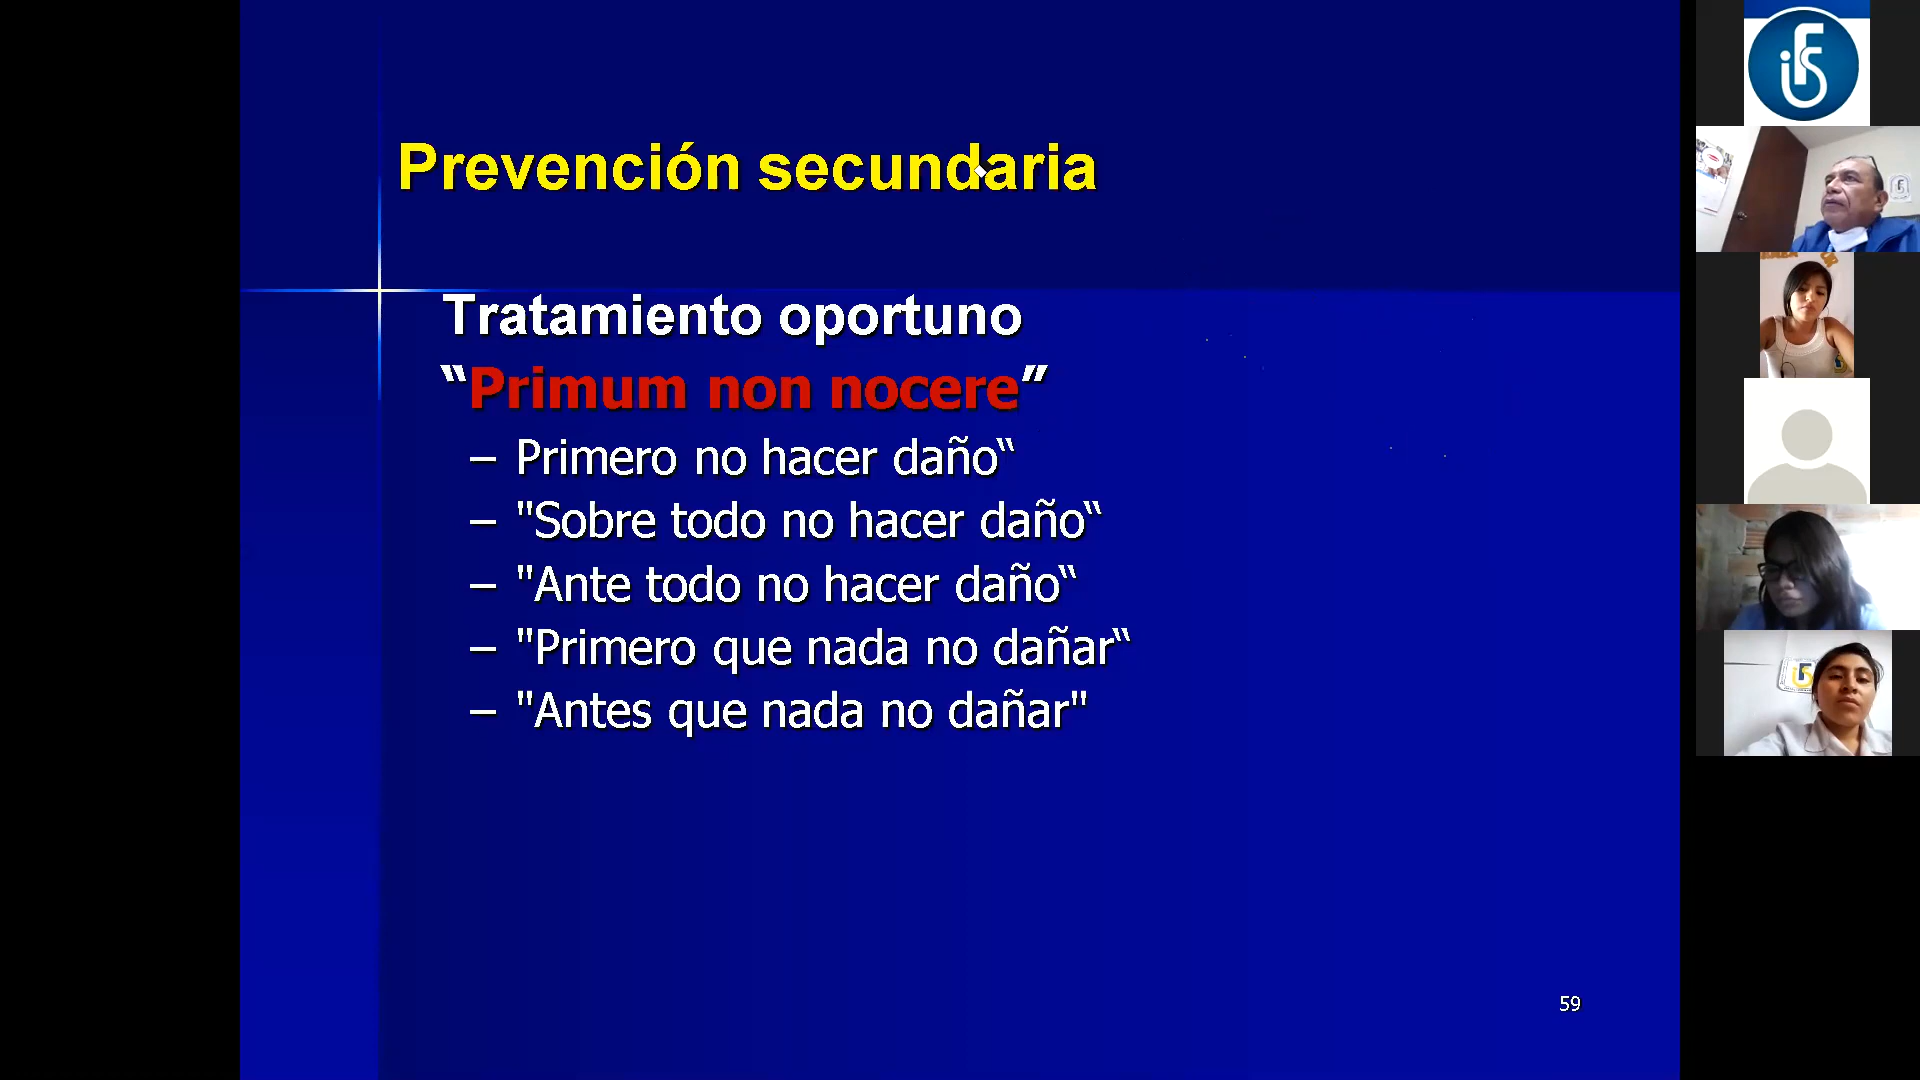 Prevención secundaria
Tratamiento oportuno
“Primum non nocere”
– Primero no hacer daño“
– "Sobre todo no hacer daño“
– "Ante todo no hacer daño“
– "Primero que nada no dañar“
– "Antes que nada no dañar"
59